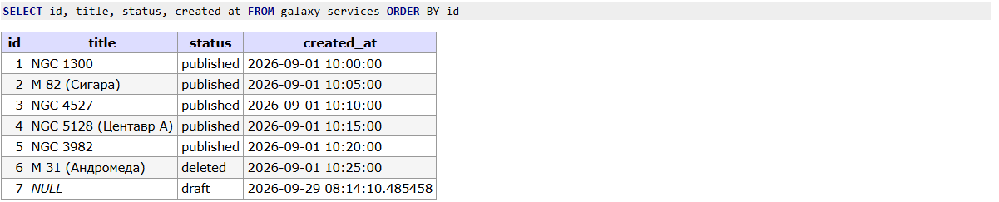 SELECT id, title, status, created_at FROM galaxy_services ORDER BY id
id title status created_at
1 NGC 1300 published 2026-09-01 10:00:00
2 M 82 (Сигара) published 2026-09-01 10:05:00
3 NGC 4527 published 2026-09-01 10:10:00
4 NGC 5128 (Центавр А) published 2026-09-01 10:15:00
5 NGC 3982 published 2026-09-01 10:20:00
6 M 31 (Андромеда) deleted 2026-09-01 10:25:00
7 NULL draft 2026-09-29 08:14:10.485458